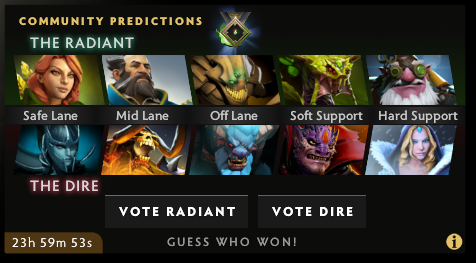 COMMUNITY PREDICTIONS
THE RADIANT
Safe Lane Mid Lane Off Lane Soft Support Hard Support
THE DIRE
VOTE RADIANT VOTE DIRE
23h 59m 53s GUESS WHO WON! i